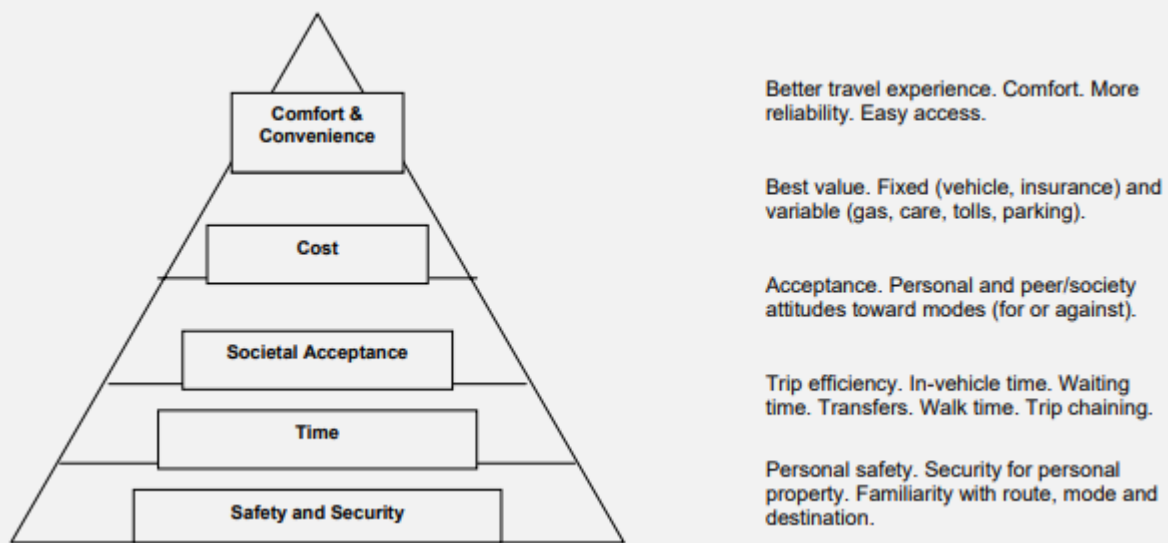 Comfort &
Convenience
Better travel experience. Comfort. More
reliability. Easy access.
Cost
Best value. Fixed (vehicle, insurance) and
variable (gas, care, tolls, parking).
Societal Acceptance
Acceptance. Personal and peer/society
attitudes toward modes (for or against).
Time
Trip efficiency. In-vehicle time. Waiting
time. Transfers. Walk time. Trip chaining.
Safety and Security
Personal safety. Security for personal
property. Familiarity with route, mode and
destination.